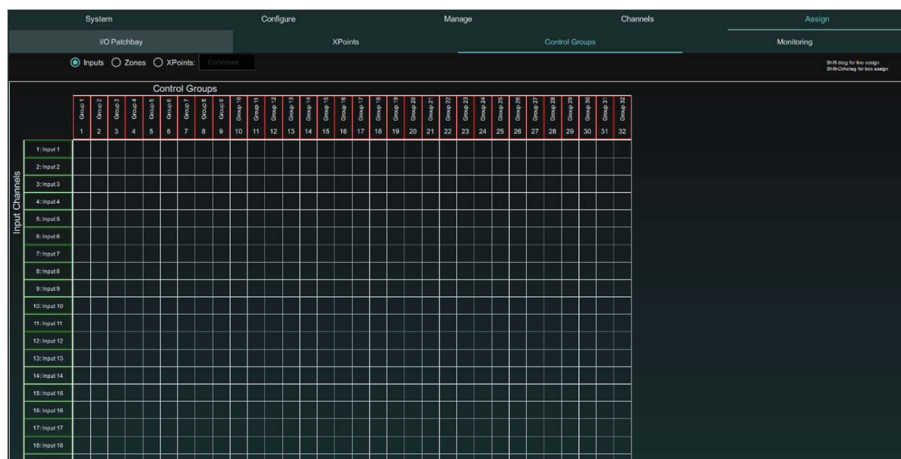 System Configure Manage Channels Assign
I/O Patchbay XPoints Control Groups Monitoring
Inputs Zones XPoints: Combined
Shift-drag for line assign
Control Groups
Group 1 Group 2 Group 3 Group 4 Group 5 Group 6 Group 7 Group 8 Group 9 Group 10 Group 11 Group 12 Group 13 Group 14 Group 15 Group 16 Group 17 Group 18 Group 19 Group 20 Group 21 Group 22 Group 23 Group 24 Group 25 Group 26 Group 27 Group 28 Group 29 Group 30 Group 31 Group 32
1 2 3 4 5 6 7 8 9 10 11 12 13 14 15 16 17 18 19 20 21 22 23 24 25 26 27 28 29 30 31 32
Input Channels
1: Input 1
2: Input 2
3: Input 3
4: Input 4
5: Input 5
6: Input 6
7: Input 7
8: Input 8
9: Input 9
10: Input 10
11: Input 11
12: Input 12
13: Input 13
14: Input 14
15: Input 15
16: Input 16
17: Input 17
18: Input 18